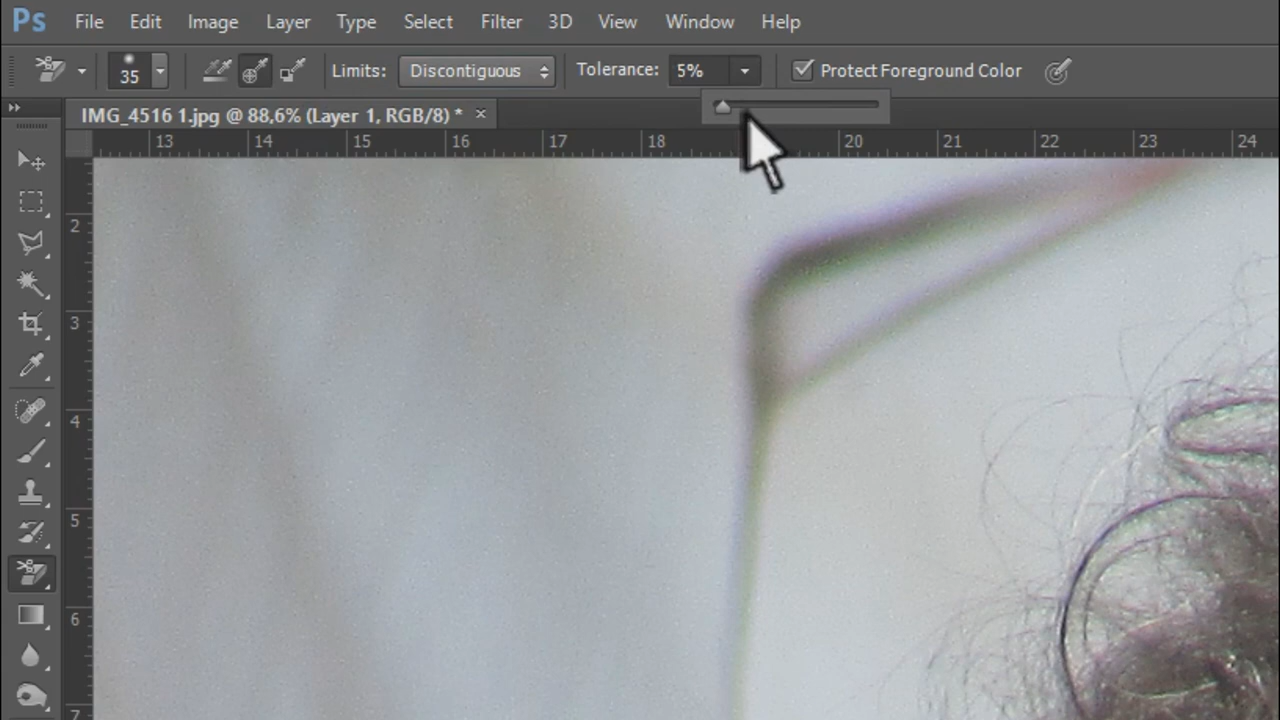 Ps File Edit Image Layer Type Select Filter 3D View Window Help
35 Limits: Discontiguous Tolerance: 5% Protect Foreground Color
IMG_4516 1.jpg @ 88,6% (Layer 1, RGB/8) * ×
13 14 15 16 17 18 20 21 22 23 24
2
3
4
5
6
7